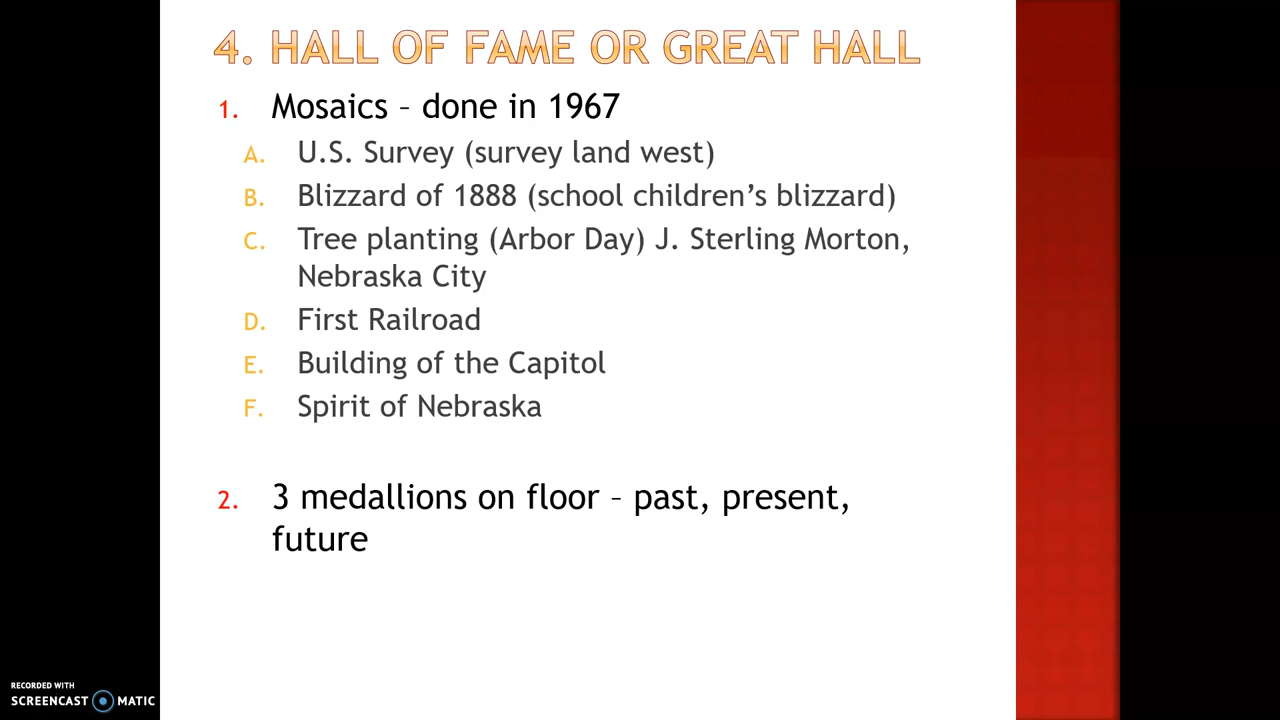 4. HALL OF FAME OR GREAT HALL
1. Mosaics – done in 1967
A. U.S. Survey (survey land west)
B. Blizzard of 1888 (school children’s blizzard)
C. Tree planting (Arbor Day) J. Sterling Morton,
Nebraska City
D. First Railroad
E. Building of the Capitol
F. Spirit of Nebraska
2. 3 medallions on floor – past, present,
future
RECORDED WITH
SCREENCAST MATIC